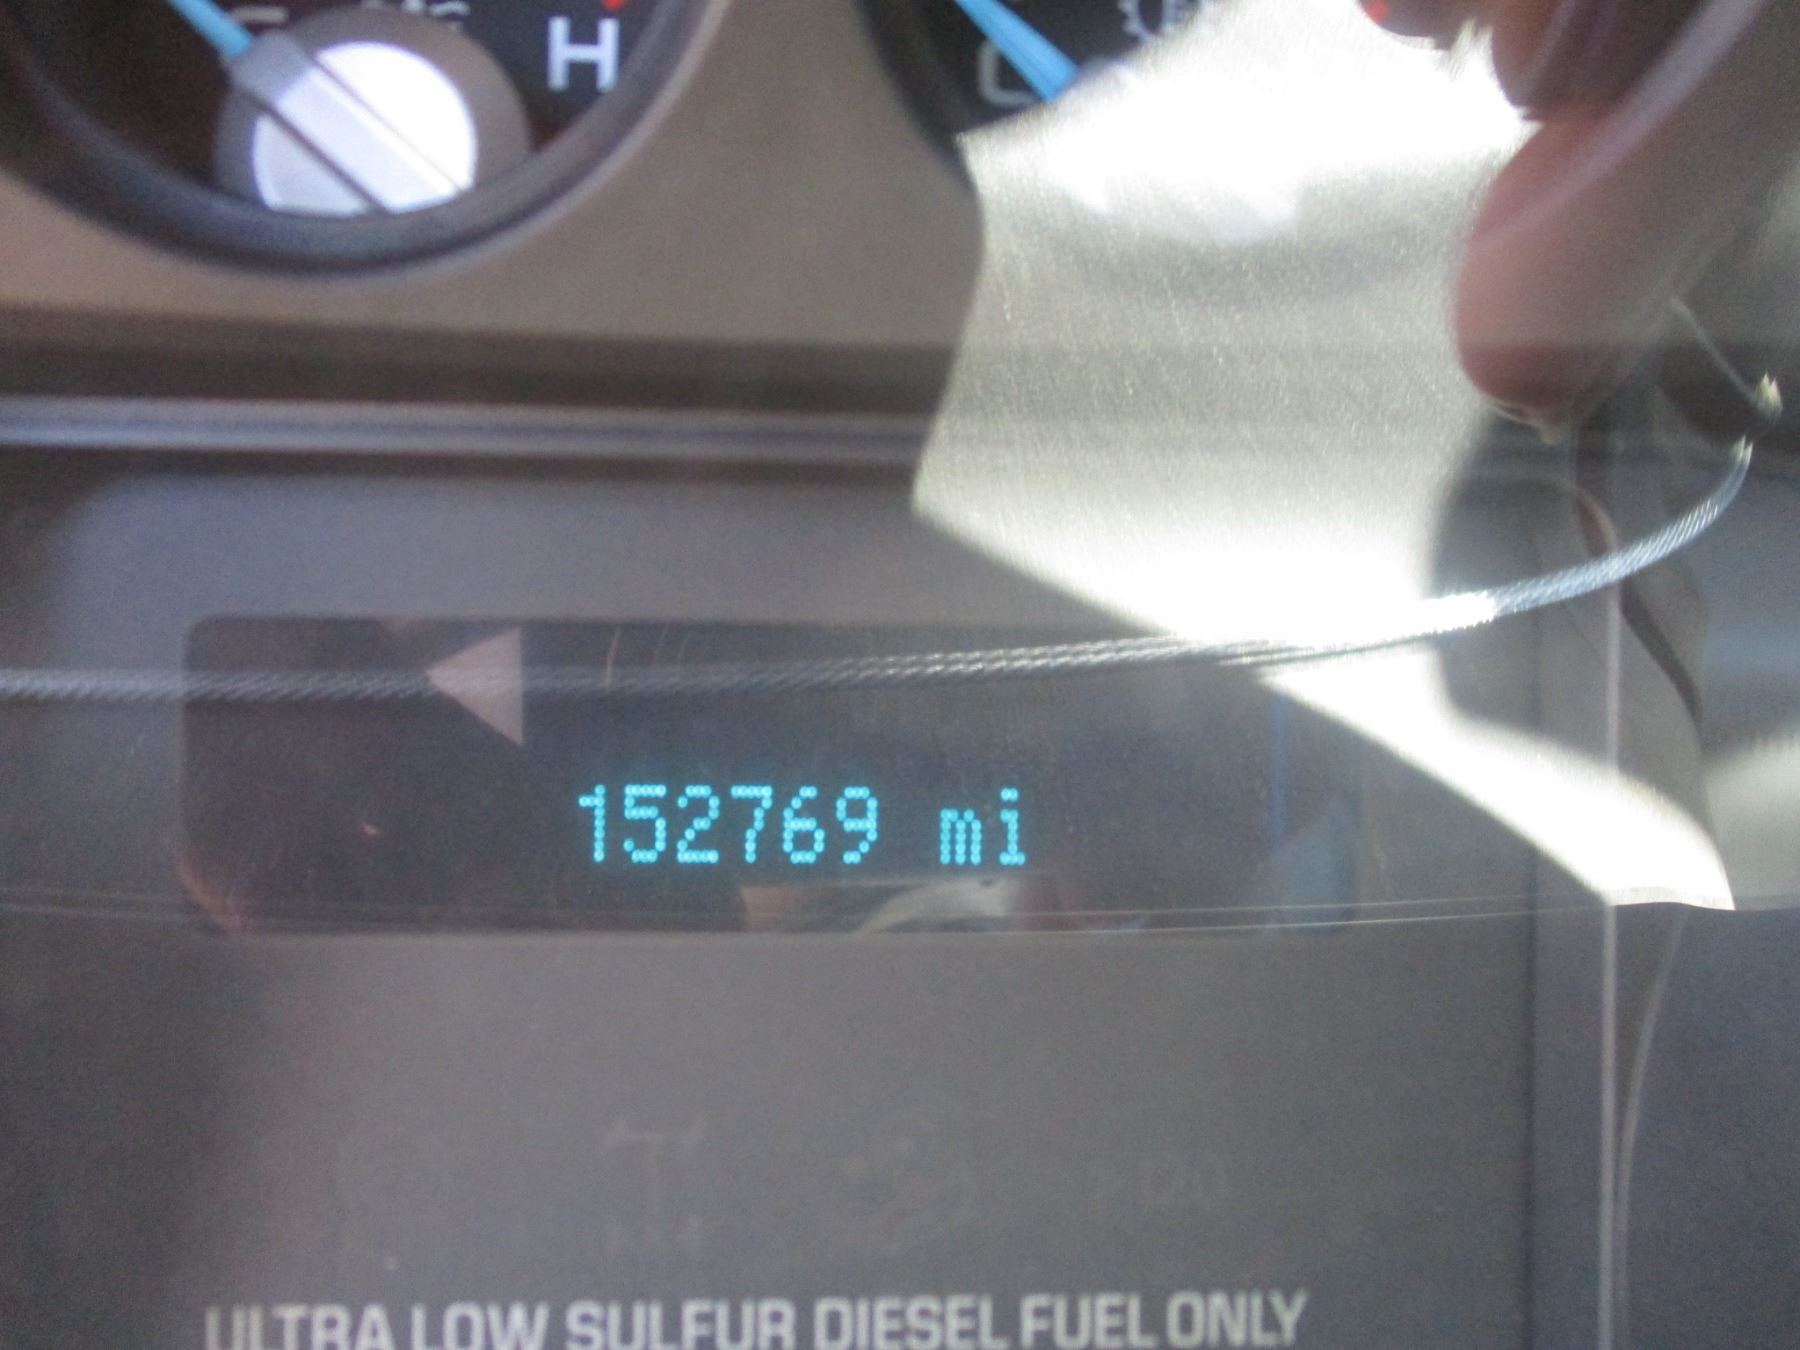 H
C
152769 mi
ULTRA LOW SULFUR DIESEL FUEL ONLY